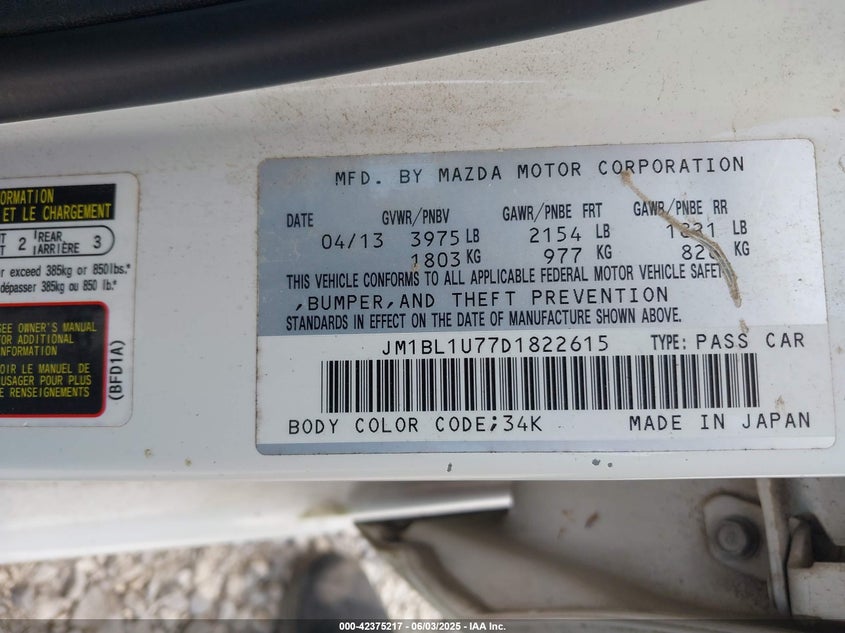 ORMATION
ET LE CHARGEMENT
2 REAR 3
ARRIÈRE
r exceed 385kg or 850lbs.*
dépasser 385kg ou 850 lb.*
SEE OWNER'S MANUAL
FOR ADDITIONAL
INFORMATION
OIR LE MANUEL DE
'USAGER POUR PLUS
E RENSEIGNEMENTS
(BFD1A)
MFD. BY MAZDA MOTOR CORPORATION
DATE GVWR/PNBV GAWR/PNBE FRT GAWR/PNBE RR
04/13 3975 LB 2154 LB LB
1803 KG 977 KG KG
THIS VEHICLE CONFORMS TO ALL APPLICABLE FEDERAL MOTOR VEHICLE SAFETY
,BUMPER,AND THEFT PREVENTION
STANDARDS IN EFFECT ON THE DATE OF MANUFACTURE SHOWN ABOVE.
JM1BL1U77D1822615 TYPE: PASS CAR
BODY COLOR CODE;34K MADE IN JAPAN
000-42375217 - 06/03/2025 - IAA Inc.